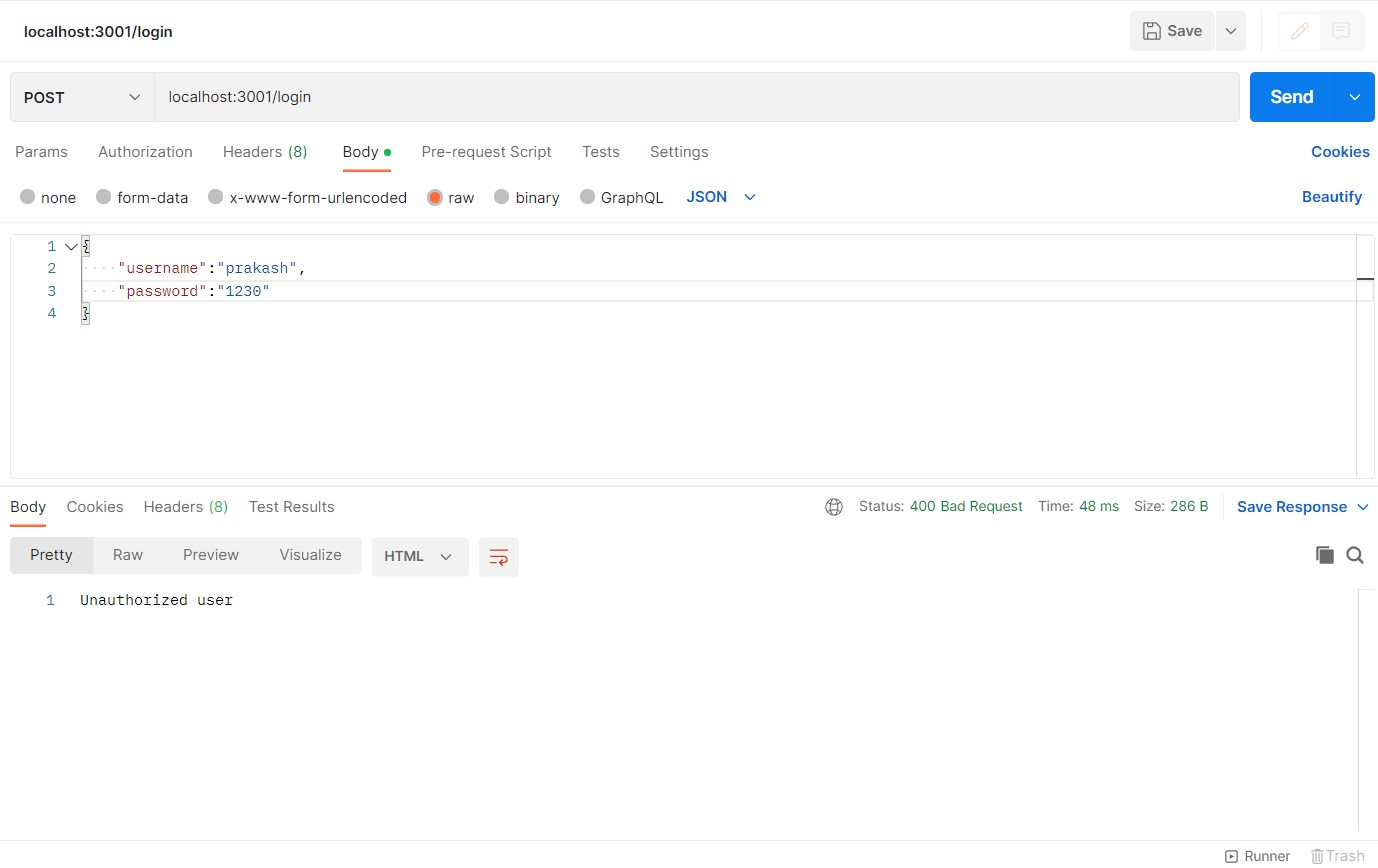 localhost:3001/login
Save
POST localhost:3001/login Send
Params Authorization Headers (8) Body Pre-request Script Tests Settings Cookies
none form-data x-www-form-urlencoded raw binary GraphQL JSON Beautify
1 {
2 "username":"prakash",
3 "password":"1230"
4 }
Body Cookies Headers (8) Test Results Status: 400 Bad Request Time: 48 ms Size: 286 B Save Response
Pretty Raw Preview Visualize HTML
1 Unauthorized user
Runner Trash